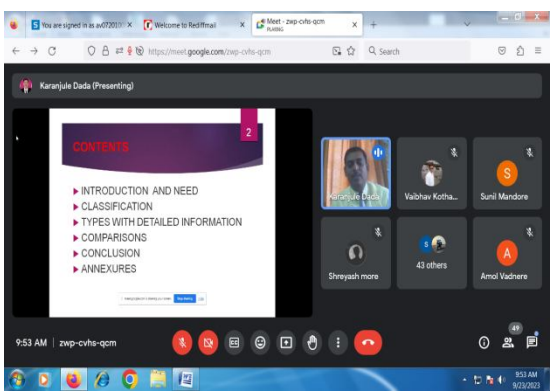 You are signed in as av072010
Welcome to Rediffmail
Meet - zwp-cvhs-qcm
PLAYING
https://meet.google.com/zwp-cvhs-qcm
Search
Karanjule Dada (Presenting)
2
CONTENTS
INTRODUCTION AND NEED
CLASSIFICATION
TYPES WITH DETAILED INFORMATION
COMPARISONS
CONCLUSION
ANNEXURES
Karanjule Dada
Vaibhav Kotha...
S
Sunil Mandore
Shreyash more
S
43 others
A
Amol Vadnere
9:53 AM | zwp-cvhs-qcm
49
9:53 AM
9/23/2023